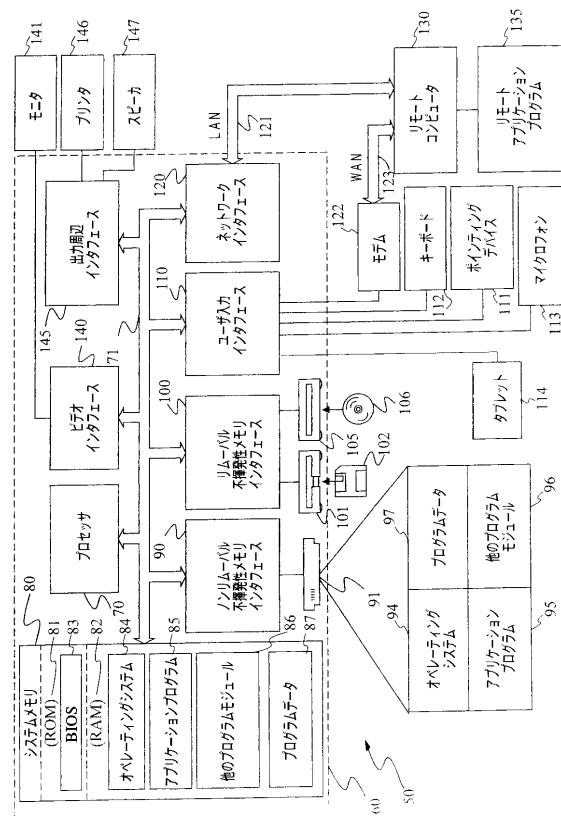 システムメモリ
80
(ROM)
81
BIOS
83
(RAM)
82
オペレーティングシステム
84
アプリケーションプログラム
85
他のプログラムモジュール
86
プログラムデータ
87
プロセッサ
70
ビデオ
インタフェース
140
出力周辺
インタフェース
145
71
モニタ
141
プリンタ
146
スピーカ
147
ノンリムーバル
不揮発性メモリ
インタフェース
90
リムーバル
不揮発性メモリ
インタフェース
100
ユーザ入力
インタフェース
110
ネットワーク
インタフェース
120
LAN
121
91
101
102
105
106
モデム
122
WAN
123
キーボード
112
ポインティング
デバイス
111
マイクロフォン
113
タブレット
114
リモート
コンピュータ
130
リモート
アプリケーション
プログラム
135
オペレーティング
システム
94
プログラムデータ
97
アプリケーション
プログラム
95
他のプログラム
モジュール
96
60
50